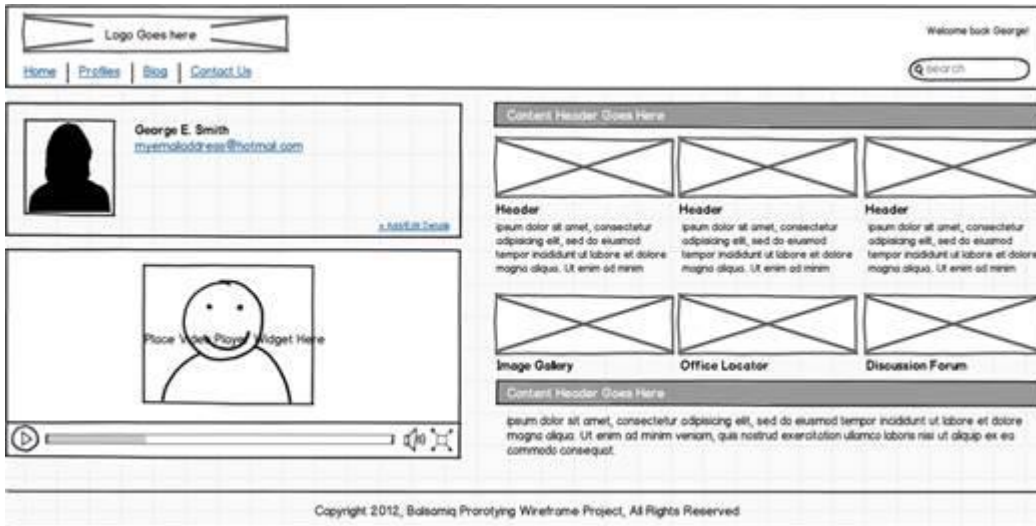 Logo Goes here
Welcome back George!
Home | Profiles | Blog | Contact Us
search
George E. Smith
myemailaddress@hotmail.com
+ Add/Edit Details
Place Video Player Widget Here
Content Header Goes Here
Header
ipsum dolor sit amet, consectetur
adipisicing elit, sed do eiusmod
tempor incididunt ut labore et dolore
magna aliqua. Ut enim ad minim
Header
ipsum dolor sit amet, consectetur
adipisicing elit, sed do eiusmod
tempor incididunt ut labore et dolore
magna aliqua. Ut enim ad minim
Header
ipsum dolor sit amet, consectetur
adipisicing elit, sed do eiusmod
tempor incididunt ut labore et dolore
magna aliqua. Ut enim ad minim
Image Gallery
Office Locator
Discussion Forum
Content Header Goes Here
ipsum dolor sit amet, consectetur adipisicing elit, sed do eiusmod tempor incididunt ut labore et dolore
magna aliqua. Ut enim ad minim veniam, quis nostrud exercitation ullamco laboris nisi ut aliquip ex ea
commodo consequat.
Copyright 2012, Balsamiq Prorotying Wireframe Project, All Rights Reserved